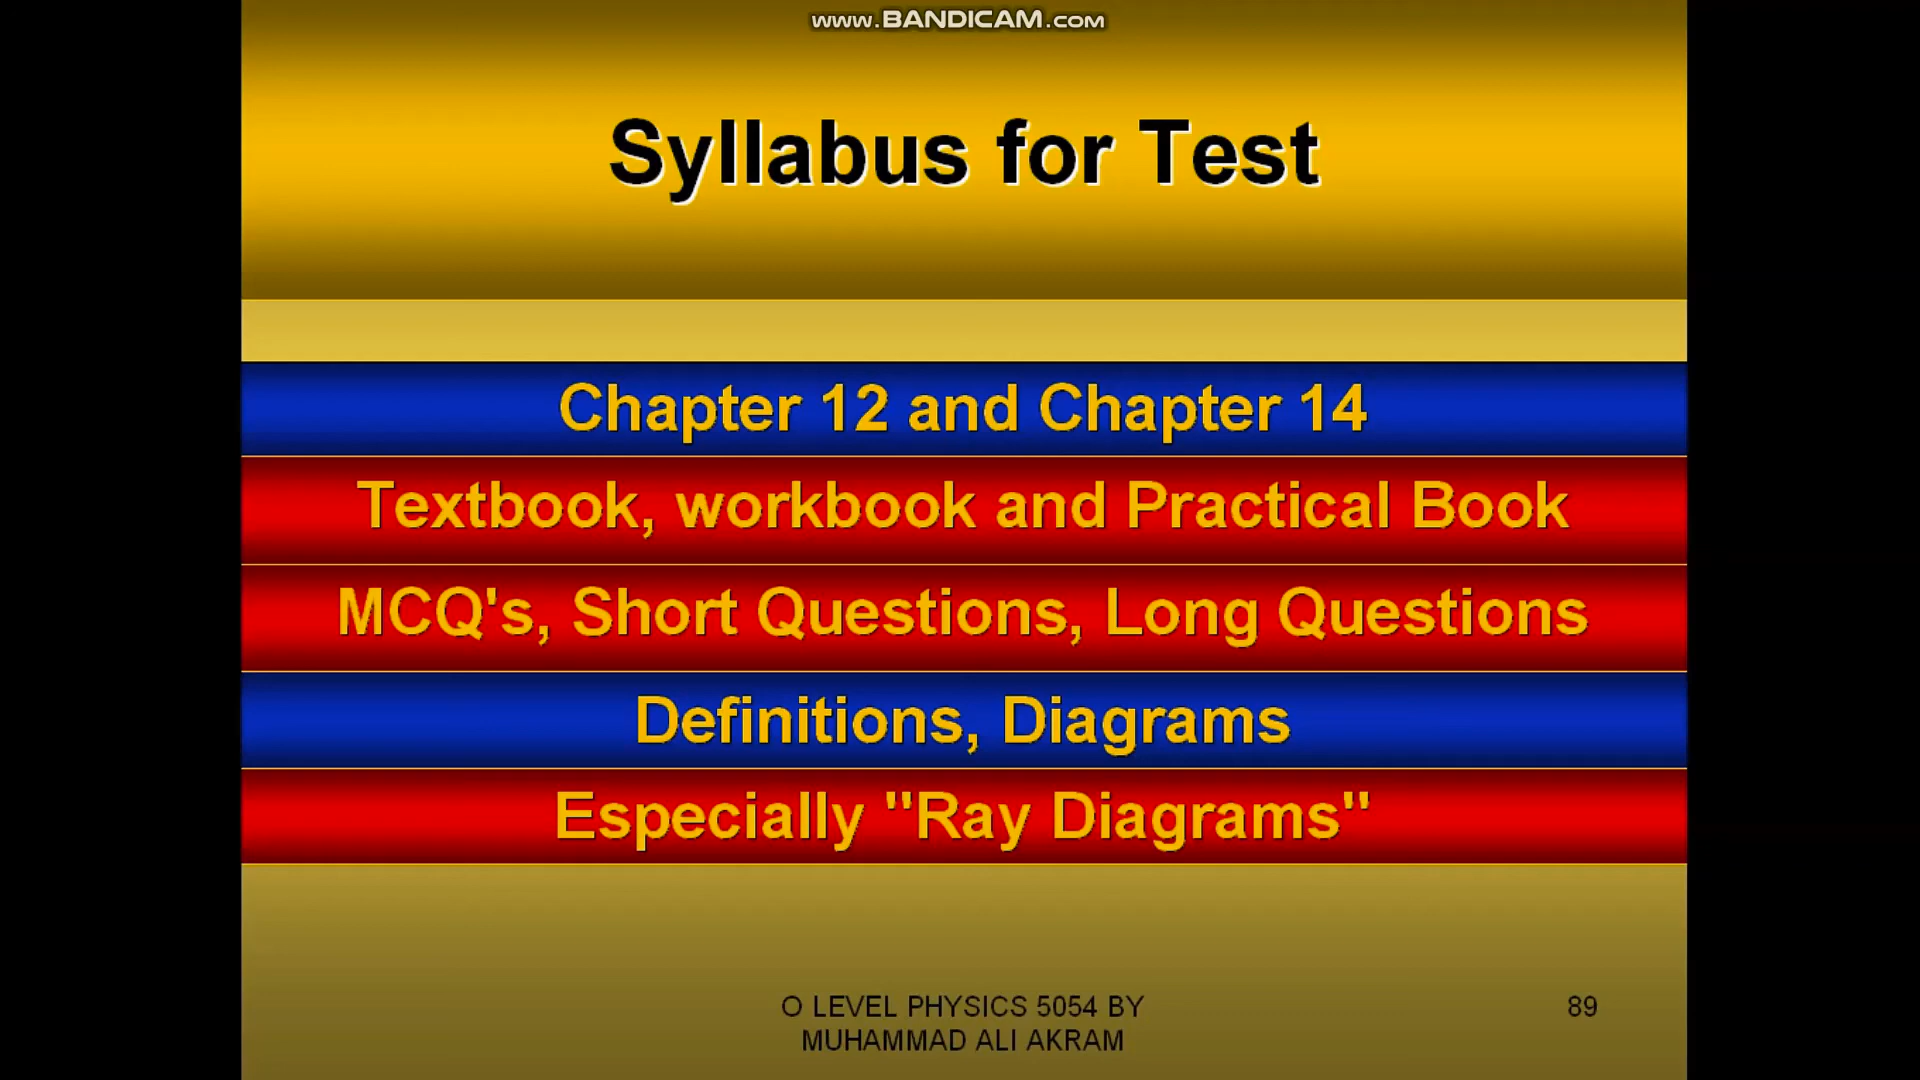 www.BANDICAM.com
Syllabus for Test
Chapter 12 and Chapter 14
Textbook, workbook and Practical Book
MCQ's, Short Questions, Long Questions
Definitions, Diagrams
Especially "Ray Diagrams"
O LEVEL PHYSICS 5054 BY
MUHAMMAD ALI AKRAM
89